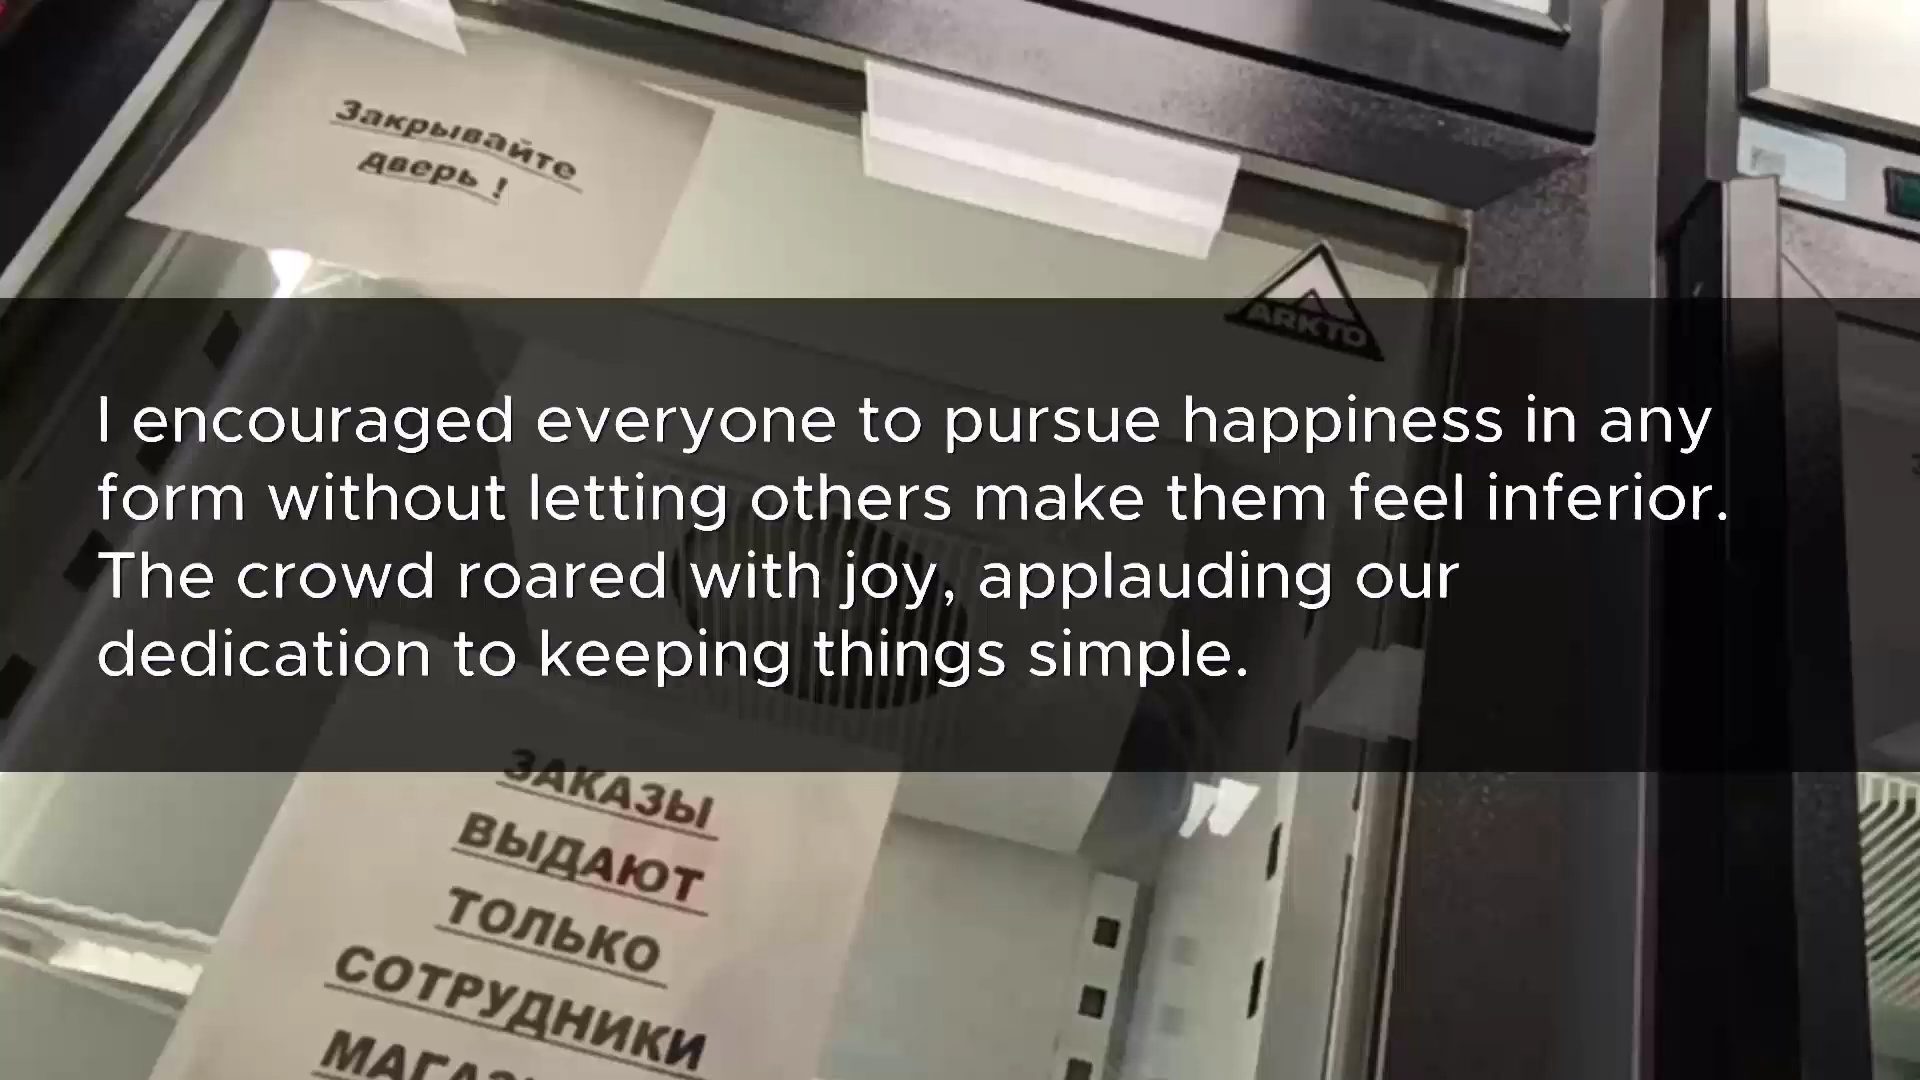 Закрывайте
дверь !
ARKTO
I encouraged everyone to pursue happiness in any
form without letting others make them feel inferior.
The crowd roared with joy, applauding our
dedication to keeping things simple.
ЗАКАЗЫ
ВЫДАЮТ
ТОЛЬКО
СОТРУДНИКИ